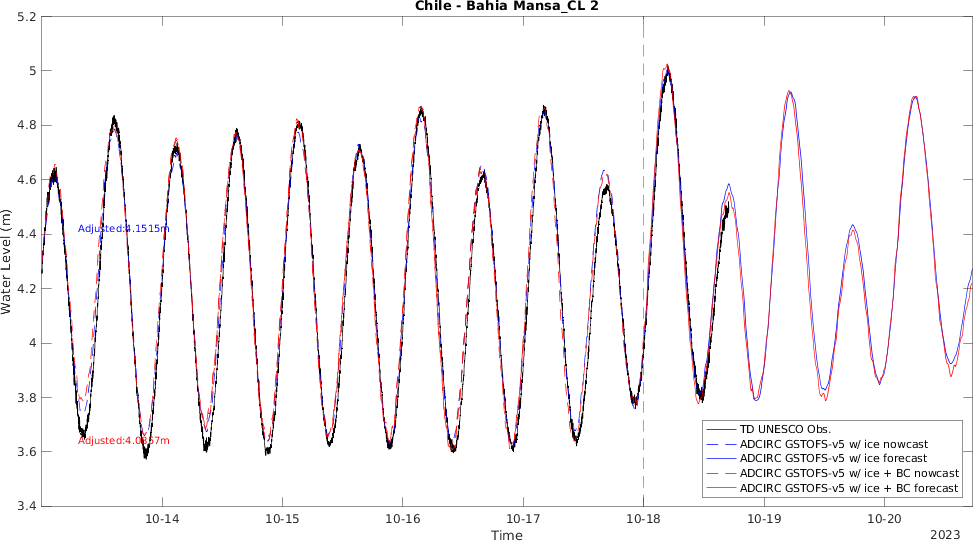 Chile - Bahia Mansa_CL 2
5.2
5
4.8
4.6
4.4
4.2
4
3.8
3.6
3.4
Water Level (m)
Adjusted:4.1515m
Adjusted:4.0357m
TD UNESCO Obs.
ADCIRC GSTOFS-v5 w/ ice nowcast
ADCIRC GSTOFS-v5 w/ ice forecast
ADCIRC GSTOFS-v5 w/ ice + BC nowcast
ADCIRC GSTOFS-v5 w/ ice + BC forecast
10-14 10-15 10-16 10-17 10-18 10-19 10-20
Time
2023